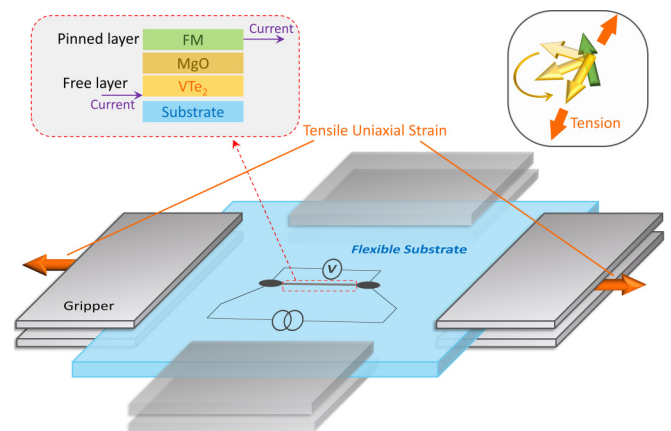 Pinned layer
FM
Current
MgO
Free layer
VTe₂
Current
Substrate
Tension
Tensile Uniaxial Strain
Flexible Substrate
V
Gripper